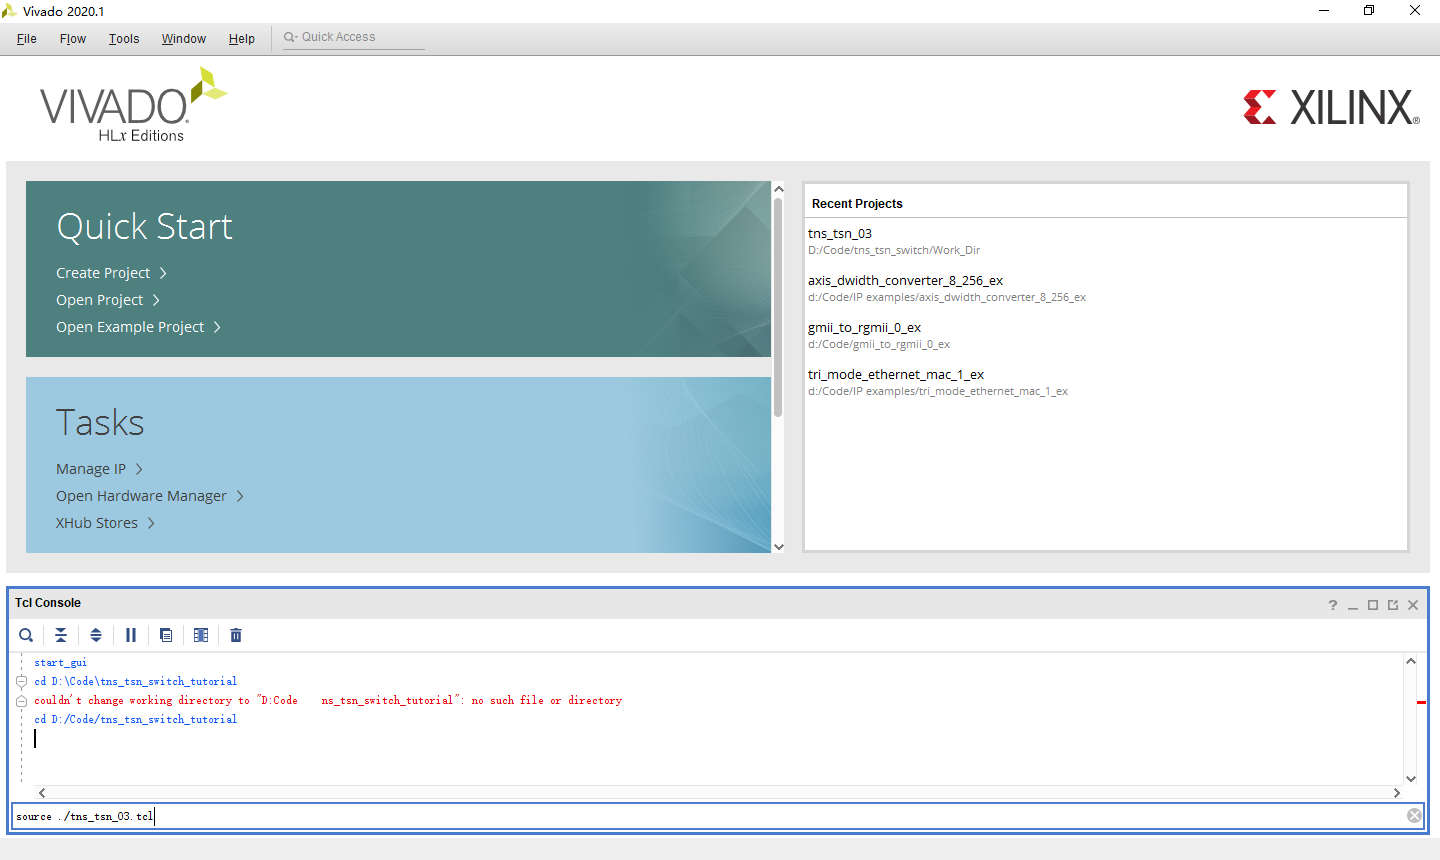 Vivado 2020.1
File Flow Tools Window Help Q- Quick Access
VIVADO®
HLx Editions
XILINX®
Quick Start
Create Project >
Open Project >
Open Example Project >
Tasks
Manage IP >
Open Hardware Manager >
XHub Stores >
Recent Projects
tns_tsn_03
D:/Code/tns_tsn_switch/Work_Dir
axis_dwidth_converter_8_256_ex
d:/Code/IP examples/axis_dwidth_converter_8_256_ex
gmii_to_rgmii_0_ex
d:/Code/gmii_to_rgmii_0_ex
tri_mode_ethernet_mac_1_ex
d:/Code/IP examples/tri_mode_ethernet_mac_1_ex
Tcl Console
start_gui
cd D:\Code\tns_tsn_switch_tutorial
couldn't change working directory to "D:Code    ns_tsn_switch_tutorial": no such file or directory
cd D:/Code/tns_tsn_switch_tutorial
source ./tns_tsn_03.tcl